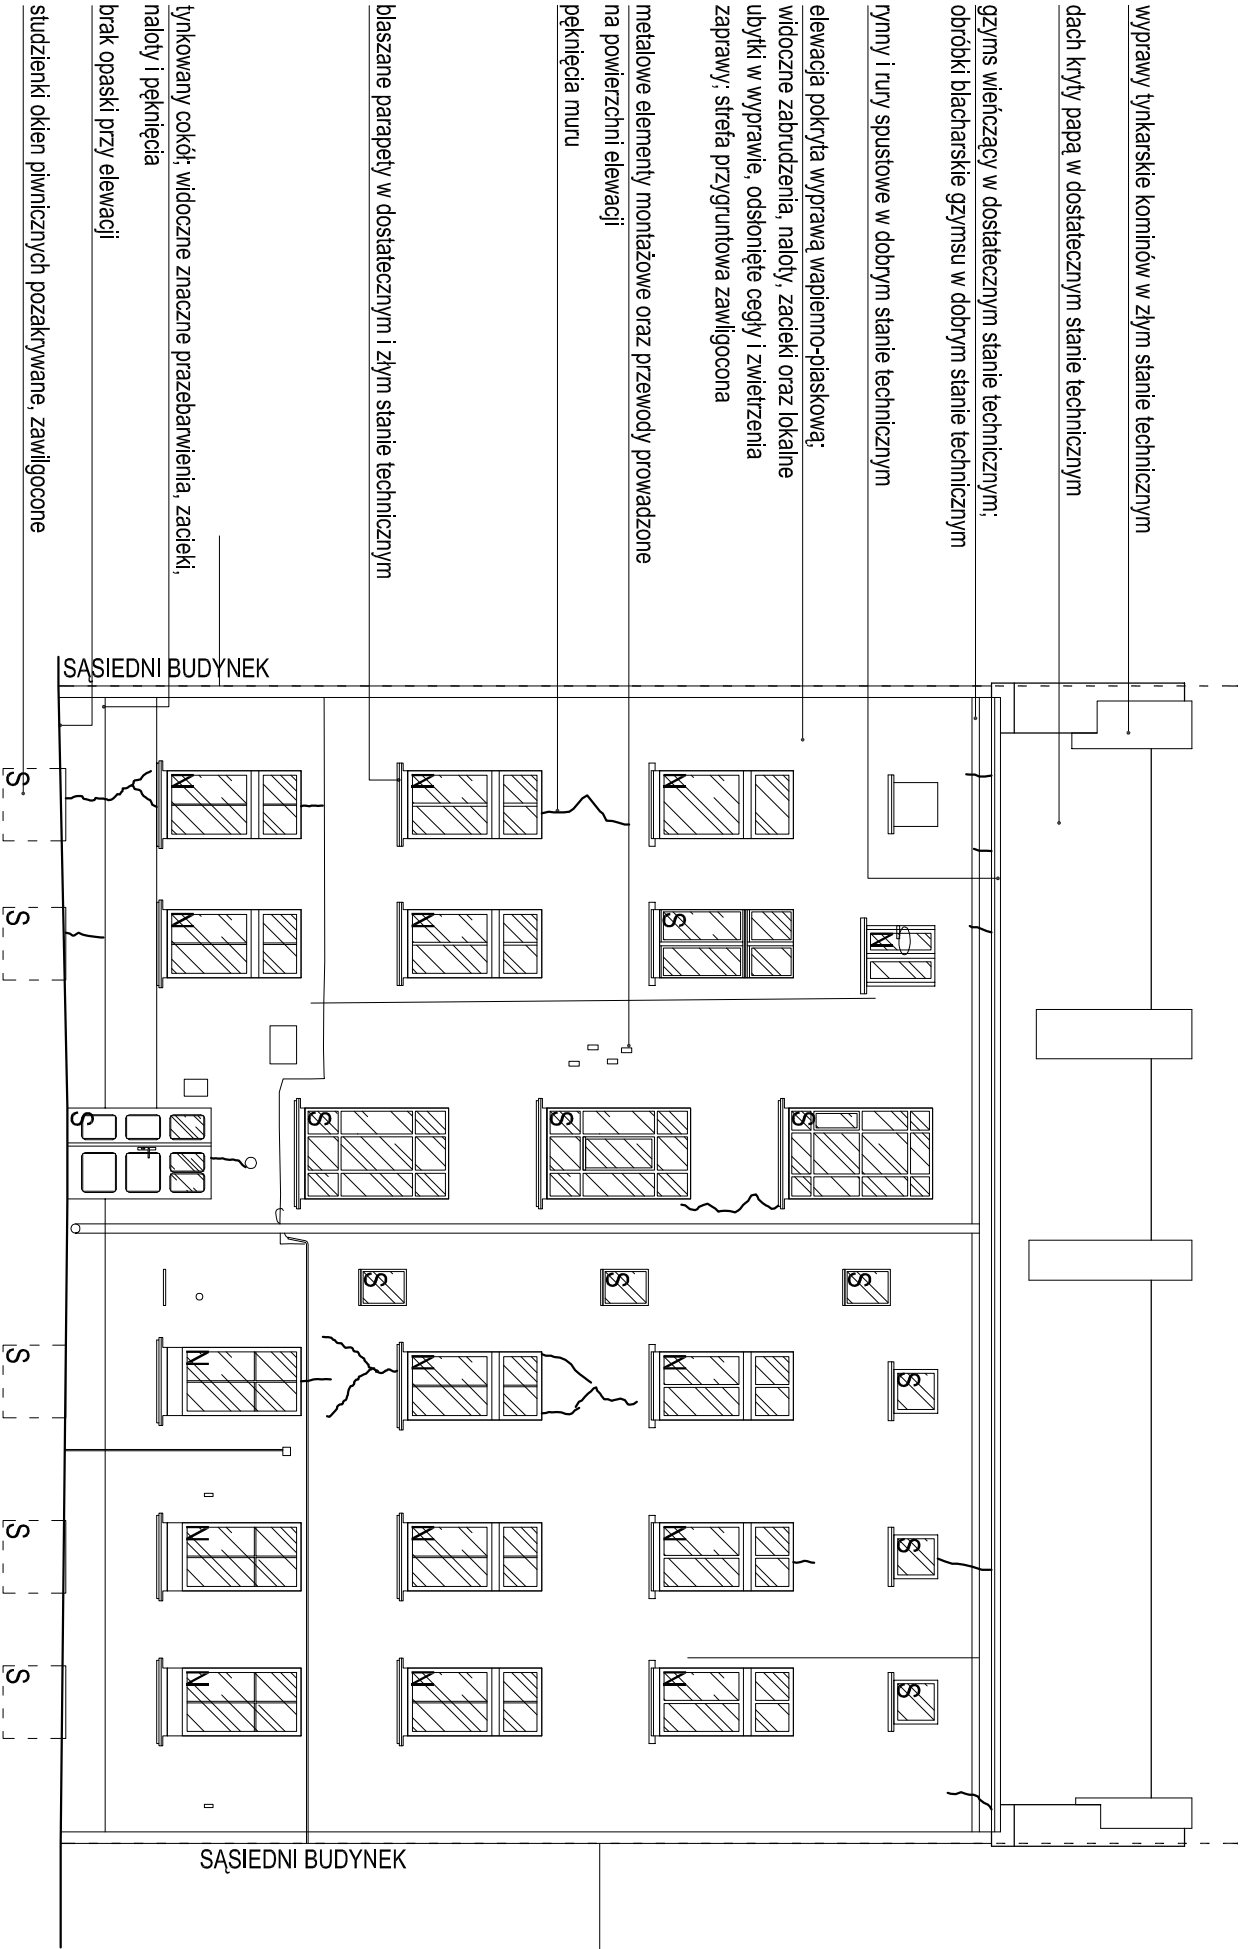 wyprawy tynkarskie kominów w złym stanie technicznym
dach kryty papą w dostatecznym stanie technicznym
gzyms wieńczący w dostatecznym stanie technicznym;
obróbki blacharskie gzymsu w dobrym stanie technicznym
rynny i rury spustowe w dobrym stanie technicznym
elewacja pokryta wyprawą wapienno-piaskową;
widoczne zabrudzenia, naloty, zacieki oraz lokalne
ubytki w wyprawie, odsłonięte cegły i zwietrzenia
zaprawy; strefa przygruntowa zawligocona
metalowe elementy montażowe oraz przewody prowadzone
na powierzchni elewacji
pęknięcia muru
blaszane parapety w dostatecznym i złym stanie technicznym
tynkowany cokół; widoczne znaczne prazebarwienia, zacieki,
naloty i pęknięcia
brak opaski przy elewacji
studzienki okien piwnicznych pozakrywane, zawilgocone
SĄSIEDNI BUDYNEK
M S S S
M S S S M M M
M M S S M M M
M M S S N N N
S
S S S S S
SĄSIEDNI BUDYNEK